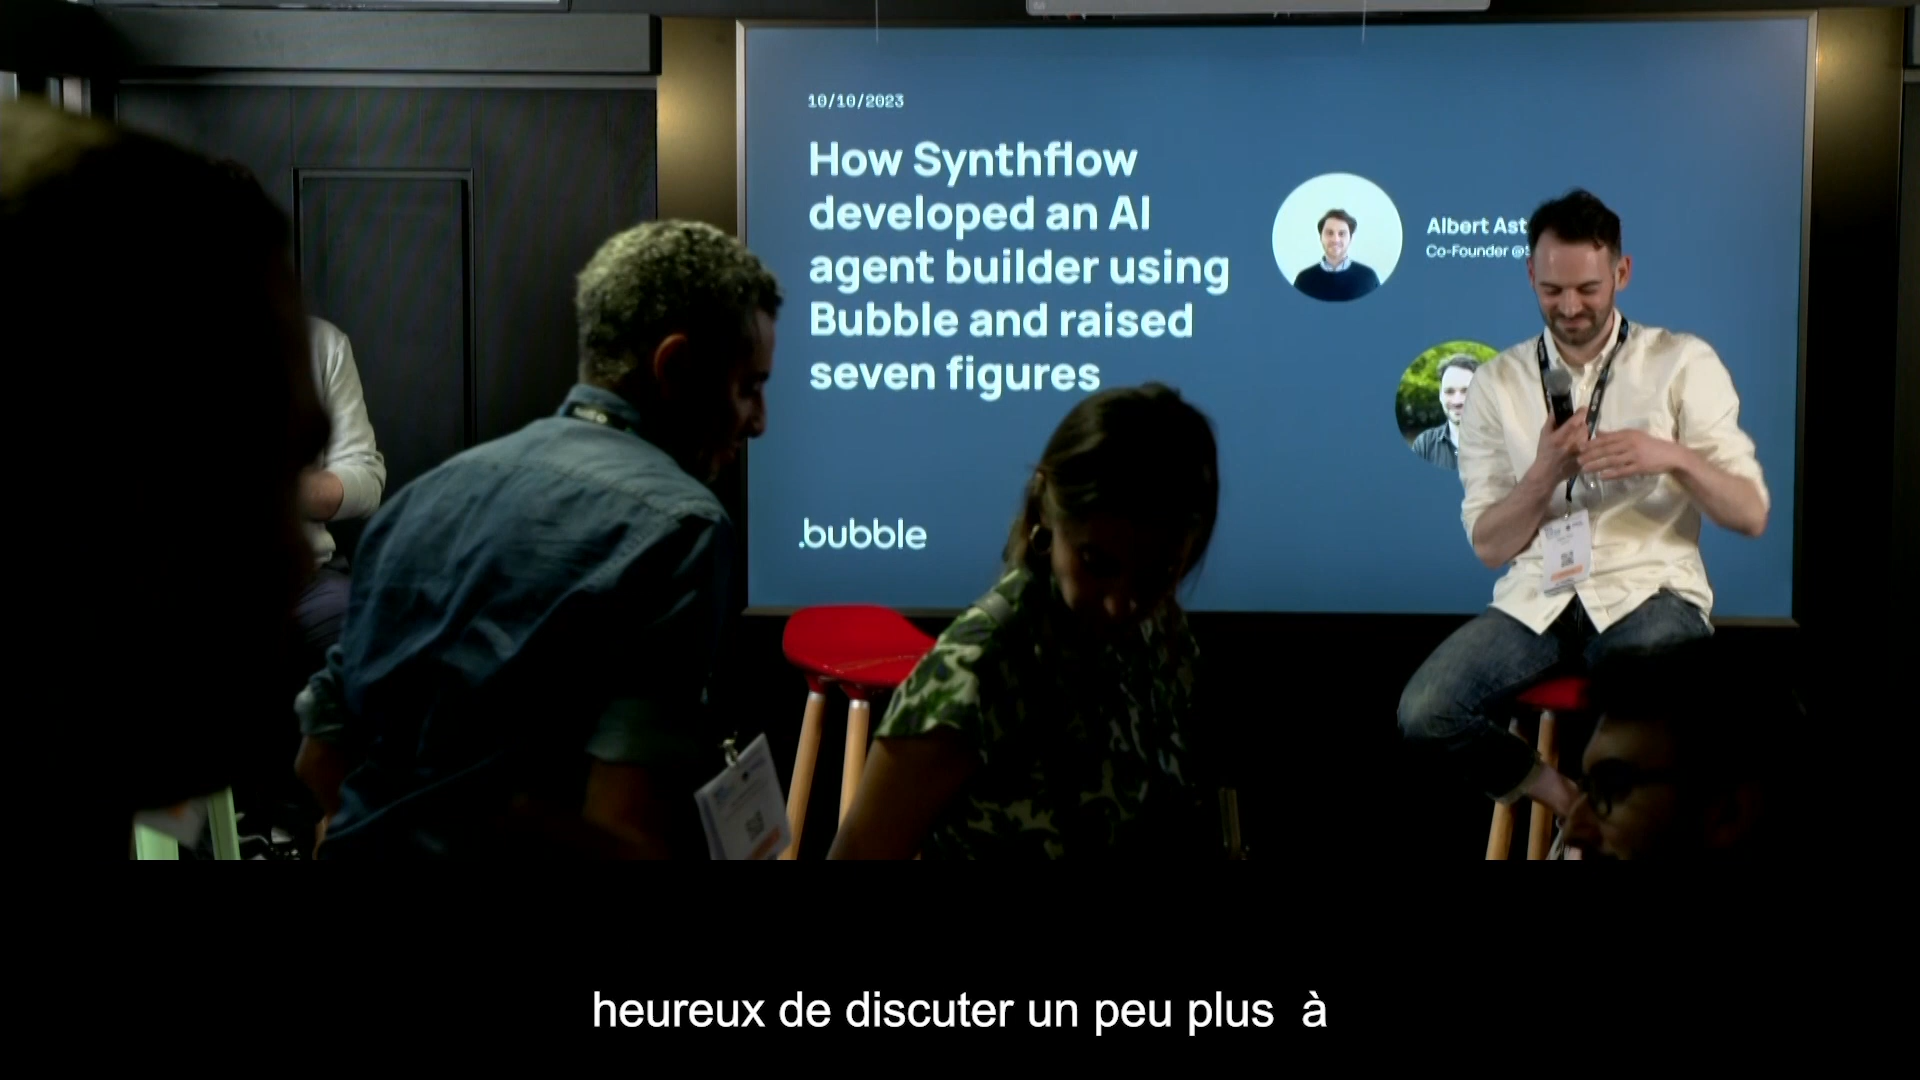 10/10/2023
How Synthflow
developed an AI
agent builder using
Bubble and raised
seven figures
Albert Ast
Co-Founder @
.bubble
heureux de discuter un peu plus à